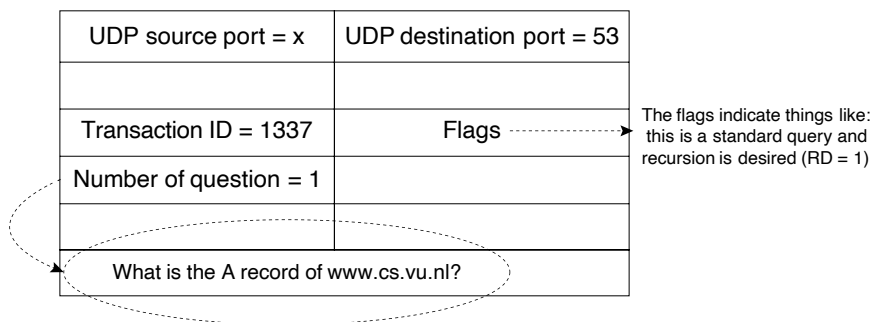 UDP source port = x UDP destination port = 53
Transaction ID = 1337 Flags
The flags indicate things like:
this is a standard query and
recursion is desired (RD = 1)
Number of question = 1
What is the A record of www.cs.vu.nl?